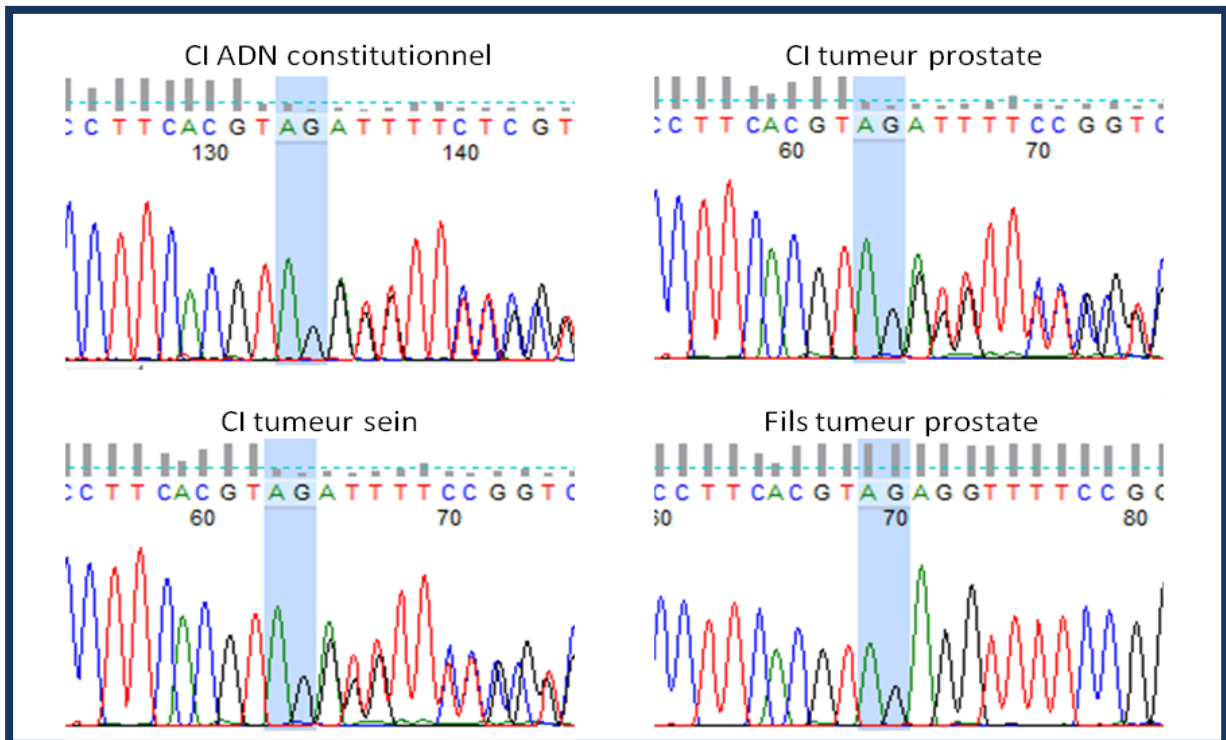 CI ADN constitutionnel
C C T T C A C G T A G A T T T T C T C G T
130 140
CI tumeur prostate
C C T T C A C G T A G A T T T T C C G G T C
60 70
CI tumeur sein
C C T T C A C G T A G A T T T T C C G G T C
60 70
Fils tumeur prostate
C C T T C A C G T A G A G G T T T T C C G G
60 70 80